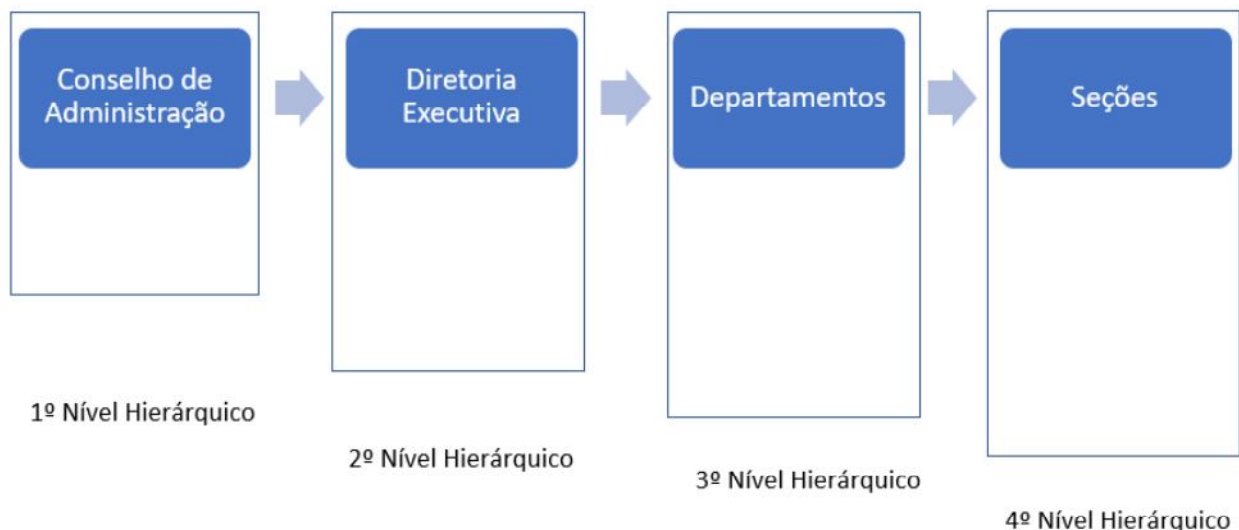 Conselho de
Administração
Diretoria
Executiva
Departamentos
Seções
1º Nível Hierárquico
2º Nível Hierárquico
3º Nível Hierárquico
4º Nível Hierárquico